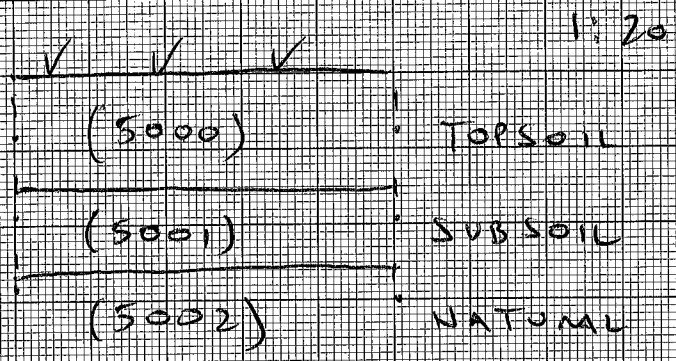 1:20
(5000) TOPSOIL
(5001) SUBSOIL
(5002) NATURAL